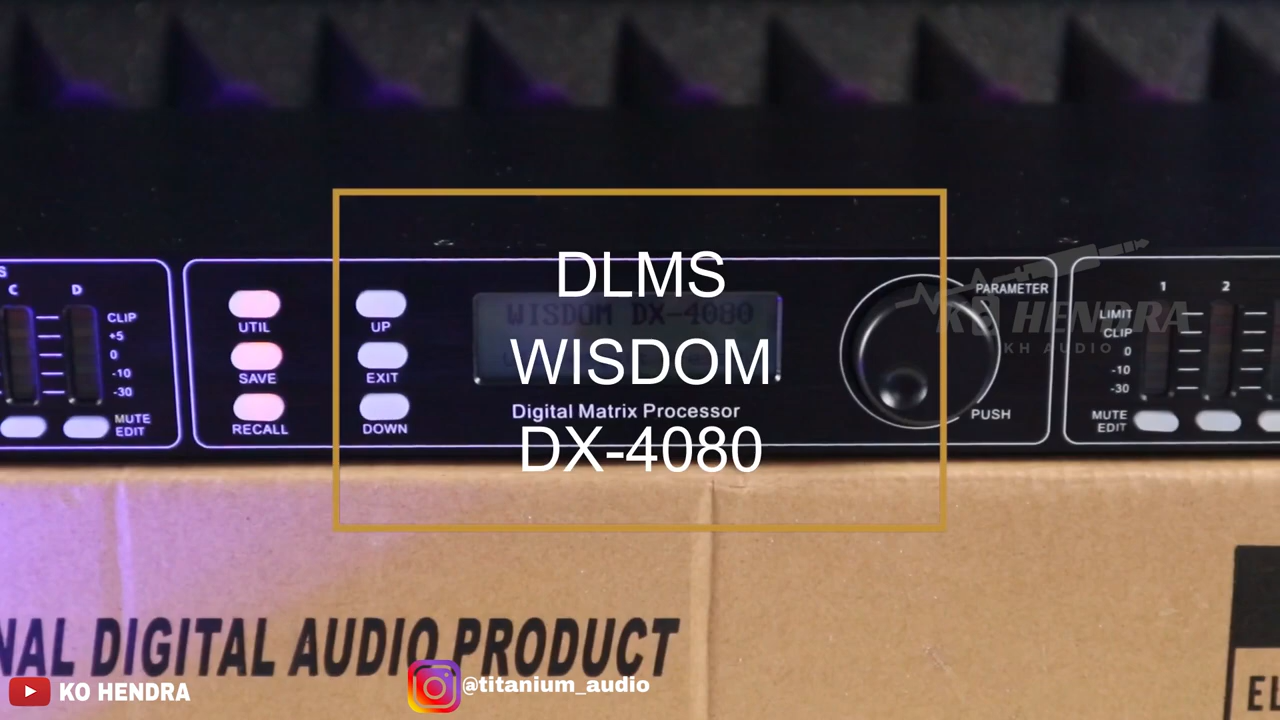 S
C D
CLIP
+5
0
-10
-30
MUTE
EDIT
UTIL
SAVE
RECALL
UP
EXIT
DOWN
WISDOM DX-4080
Digital Matrix Processor
DLMS
WISDOM
DX-4080
PARAMETER
PUSH
KO HENDRA
KH AUDIO
1 2
LIMIT
CLIP
0
-10
-30
MUTE
EDIT
NAL DIGITAL AUDIO PRODUCT
EL
KO HENDRA
@titanium_audio